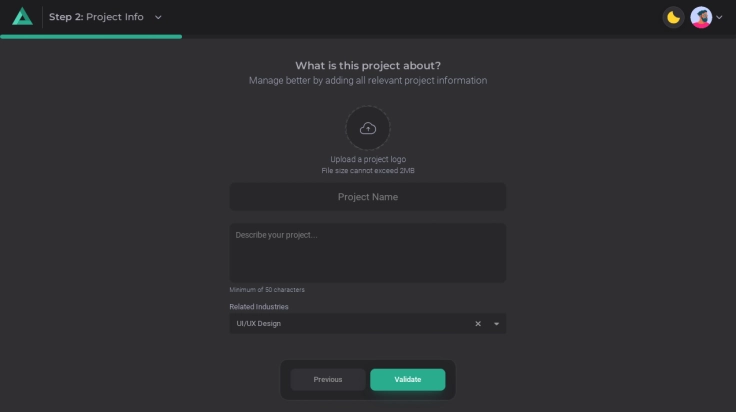 Step 2: Project Info
What is this project about?
Manage better by adding all relevant project information
Upload a project logo
File size cannot exceed 2MB
Project Name
Describe your project...
Minimum of 50 characters
Related Industries
UI/UX Design
Previous
Validate